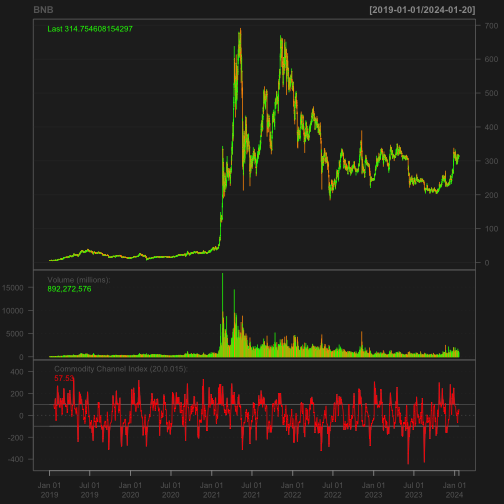 BNB [2019-01-01/2024-01-20]
Last 314.754608154297
700
600
500
400
300
200
0
Volume (millions):
892,272,576
15000
10000
5000
0
Commodity Channel Index (20,0.015):
57.53
400
200
0
-200
-400
Jan 01 2019
Jul 01 2019
Jan 01 2020
Jul 01 2020
Jan 01 2021
Jul 01 2021
Jan 01 2022
Jul 01 2022
Jan 02 2023
Jul 01 2023
Jan 01 2024